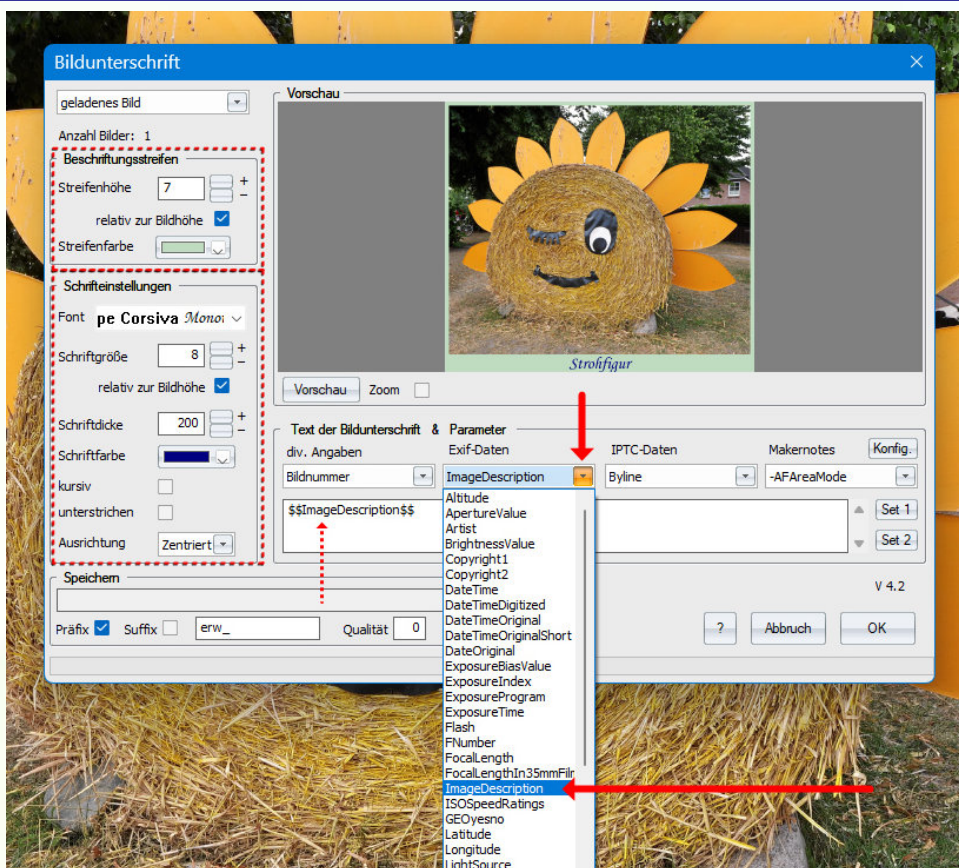 Bildunterschrift
geladenes Bild
Anzahl Bilder: 1
Beschriftungsstreifen
Streifenhöhe 7 + -
relativ zur Bildhöhe
Streifenfarbe
Schrifteinstellungen
Font pe Corsiva
Schriftgröße 8 + -
relativ zur Bildhöhe
Schriftdicke 200 + -
Schriftfarbe
kursiv
unterstrichen
Ausrichtung Zentriert
Vorschau
Strohfigur
Vorschau Zoom
Text der Bildunterschrift & Parameter
div. Angaben Exif-Daten IPTC-Daten Makernotes Konfig.
Bildnummer ImageDescription Byline -AFAreaMode
$$ImageDescription$$ Set 1
Set 2
Altitude
ApertureValue
Artist
BrightnessValue
Copyright1
Copyright2
DateTime
DateTimeDigitized
DateTimeOriginal
DateTimeOriginalShort
DateOriginal
ExposureBiasValue
ExposureIndex
ExposureProgram
ExposureTime
Flash
FNumber
FocalLength
FocalLengthIn35mmFilr
ImageDescription
ISOSpeedRatings
GEOyesno
Latitude
Longitude
LightSource
Speichern
V 4.2
Präfix Suffix erw_ Qualität 0 ? Abbruch OK